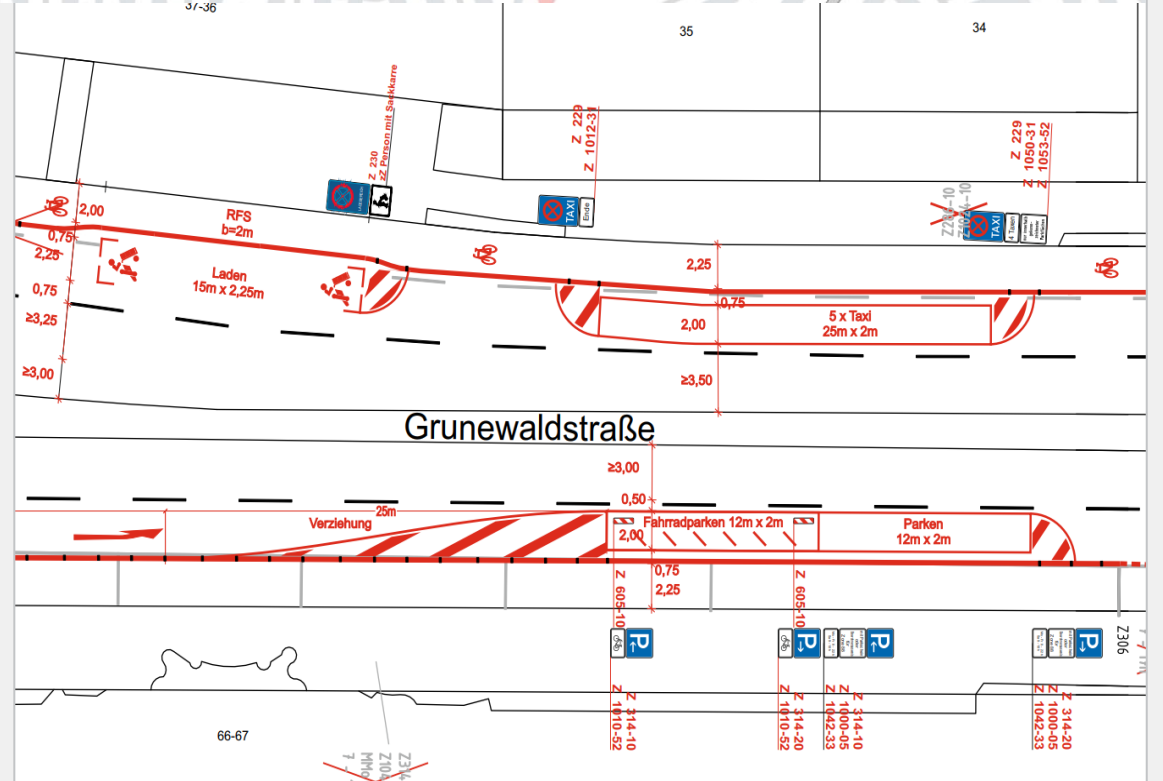 37-36
35
34
Z 230
zZ Person mit Sackkarre
Z 229
Z 1012-31
Z 229
Z 1050-31
Z 1053-52
TAXI
Ende
TAXI
4 Taxen
2,00
0,75
2,25
0,75
≥3,25
≥3,00
RFS
b=2m
Laden
15m x 2,25m
2,25
0,75
2,00
≥3,50
5 x Taxi
25m x 2m
Grunewaldstraße
≥3,00
0,50
25m
Verziehung
Fahrradparken 12m x 2m
2,00
Parken
12m x 2m
0,75
2,25
Z 605-10
Z 605-10
P
P
P
P
Z306
Z 314-10
Z 1010-52
Z 314-20
Z 1010-52
Z 314-10
Z 1000-05
Z 1042-33
Z 314-20
Z 1000-05
Z 1042-33
66-67